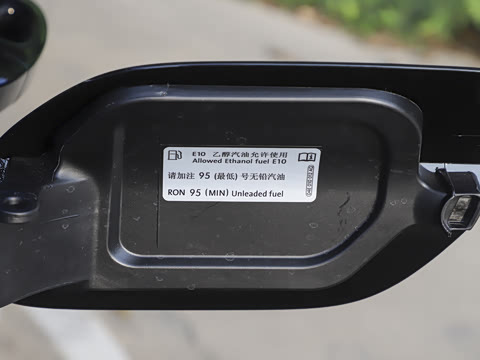 E10 乙醇汽油允许使用
Allowed Ethanol fuel E10
请加注 95 (最低) 号无铅汽油
RON 95 (MIN) Unleaded fuel